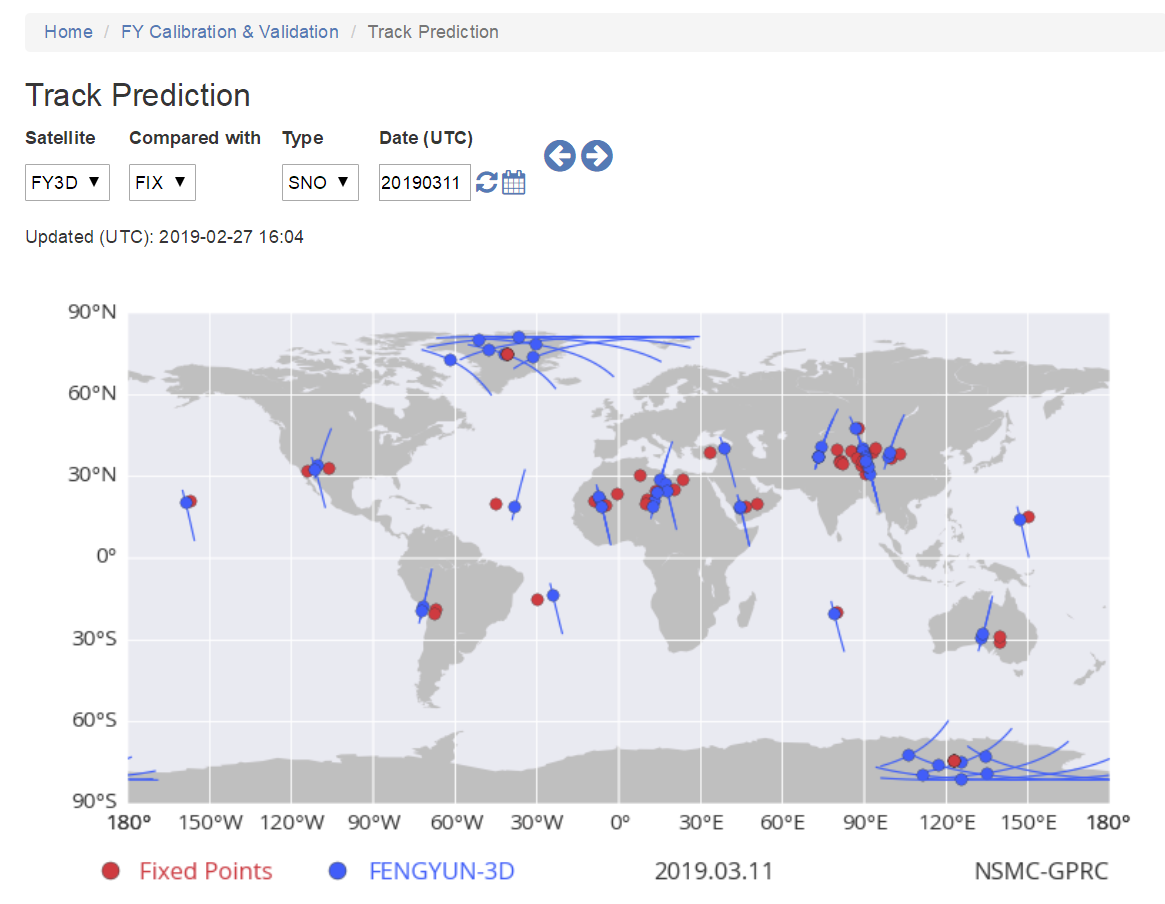 Home / FY Calibration & Validation / Track Prediction
Track Prediction
Satellite Compared with Type Date (UTC)
FY3D ▼ FIX ▼ SNO ▼ 20190311
Updated (UTC): 2019-02-27 16:04
90°N
60°N
30°N
0°
30°S
60°S
90°S
180° 150°W 120°W 90°W 60°W 30°W 0° 30°E 60°E 90°E 120°E 150°E 180°
Fixed Points FENGYUN-3D 2019.03.11 NSMC-GPRC